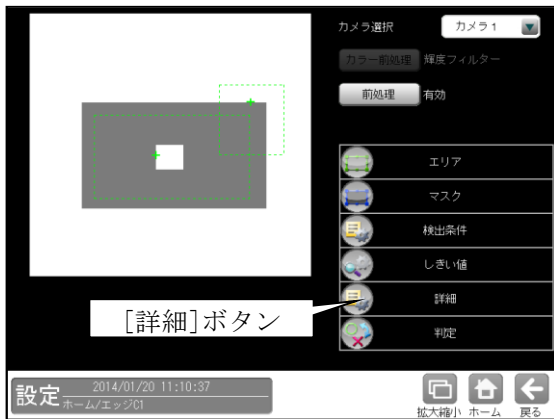 カメラ選択 カメラ1
カラー前処理 輝度フィルター
前処理 有効
エリア
マスク
検出条件
しきい値
詳細
判定
[詳細]ボタン
設定 2014/01/20 11:10:37
ホーム/エッジC1
拡大縮小 ホーム 戻る